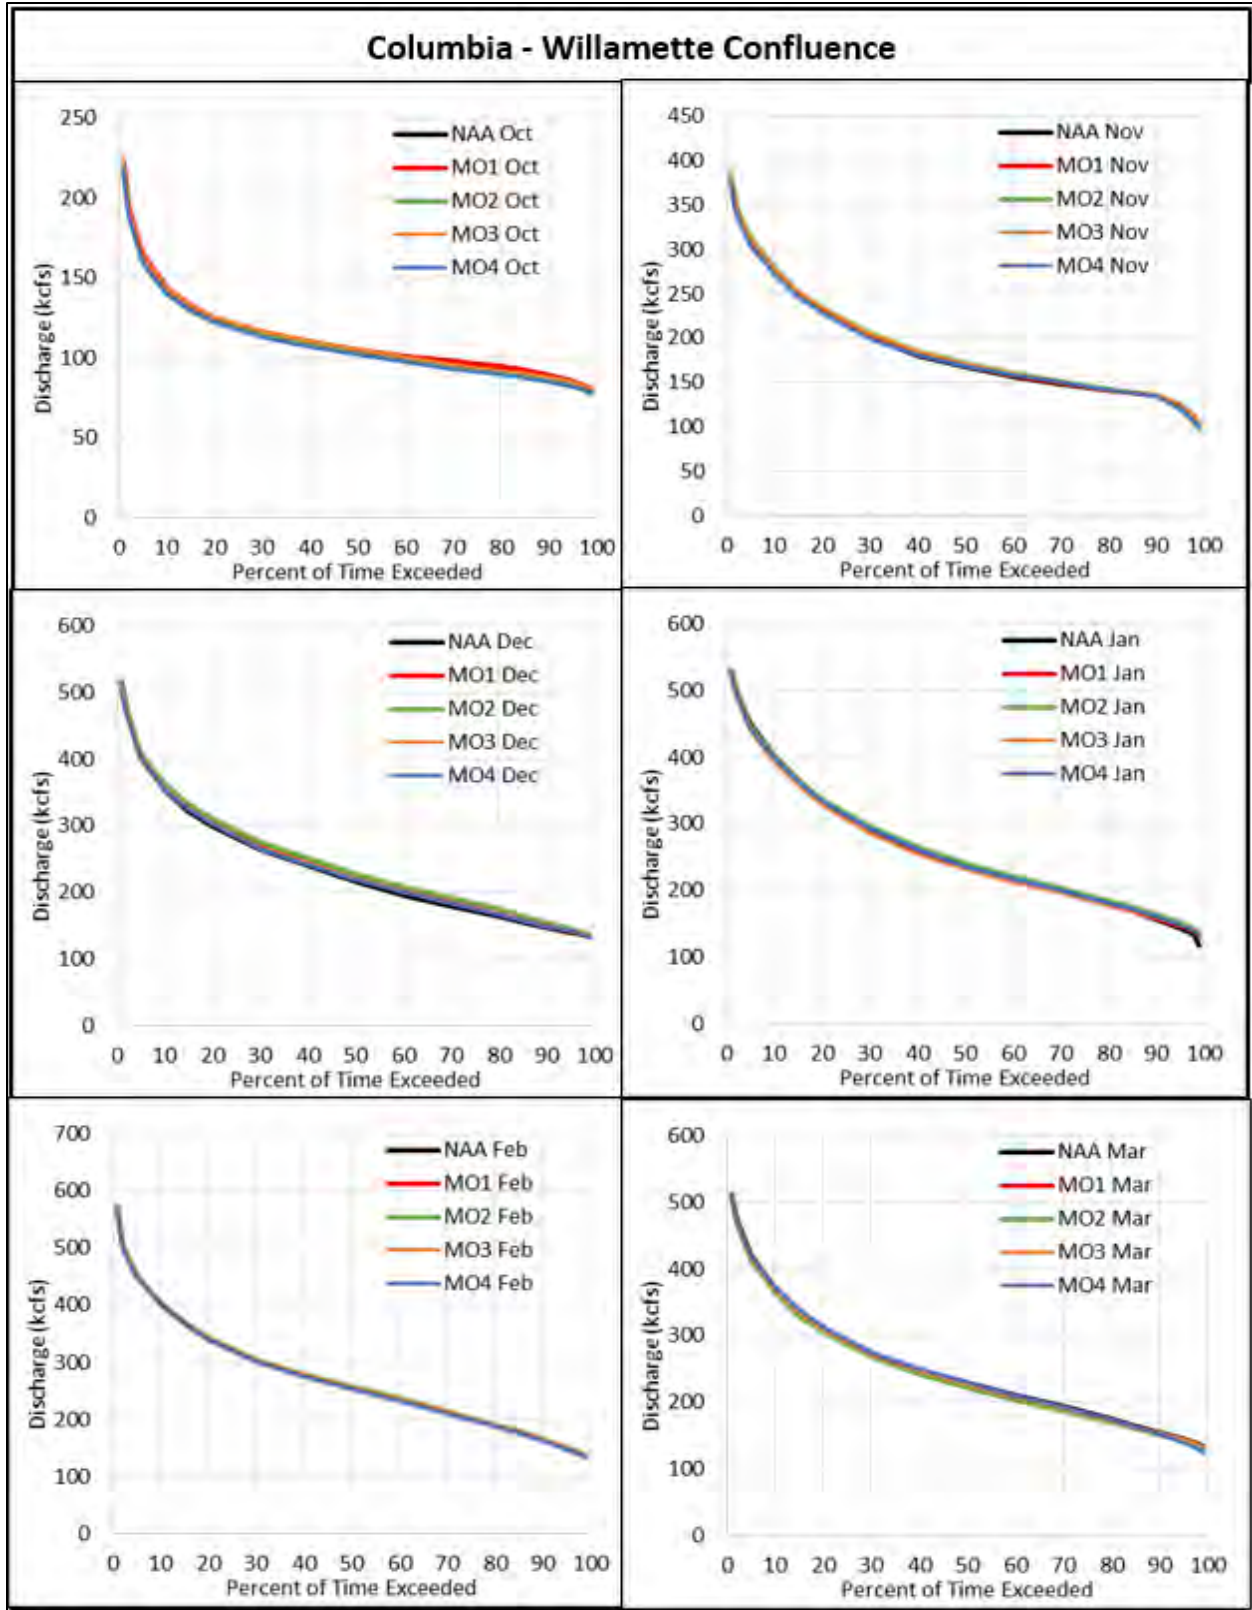 Columbia - Willamette Confluence
250
200
150
100
50
0
Discharge (kcfs)
NAA Oct
MO1 Oct
MO2 Oct
MO3 Oct
MO4 Oct
0 10 20 30 40 50 60 70 80 90 100
Percent of Time Exceeded
450
400
350
300
250
200
150
100
50
0
Discharge (kcfs)
NAA Nov
MO1 Nov
MO2 Nov
MO3 Nov
MO4 Nov
0 10 20 30 40 50 60 70 80 90 100
Percent of Time Exceeded
600
500
400
300
200
100
0
Discharge (kcfs)
NAA Dec
MO1 Dec
MO2 Dec
MO3 Dec
MO4 Dec
0 10 20 30 40 50 60 70 80 90 100
Percent of Time Exceeded
600
500
400
300
200
100
0
Discharge (kcfs)
NAA Jan
MO1 Jan
MO2 Jan
MO3 Jan
MO4 Jan
0 10 20 30 40 50 60 70 80 90 100
Percent of Time Exceeded
700
600
500
400
300
200
100
0
Discharge (kcfs)
NAA Feb
MO1 Feb
MO2 Feb
MO3 Feb
MO4 Feb
0 10 20 30 40 50 60 70 80 90 100
Percent of Time Exceeded
600
500
400
300
200
100
0
Discharge (kcfs)
NAA Mar
MO1 Mar
MO2 Mar
MO3 Mar
MO4 Mar
0 10 20 30 40 50 60 70 80 90 100
Percent of Time Exceeded